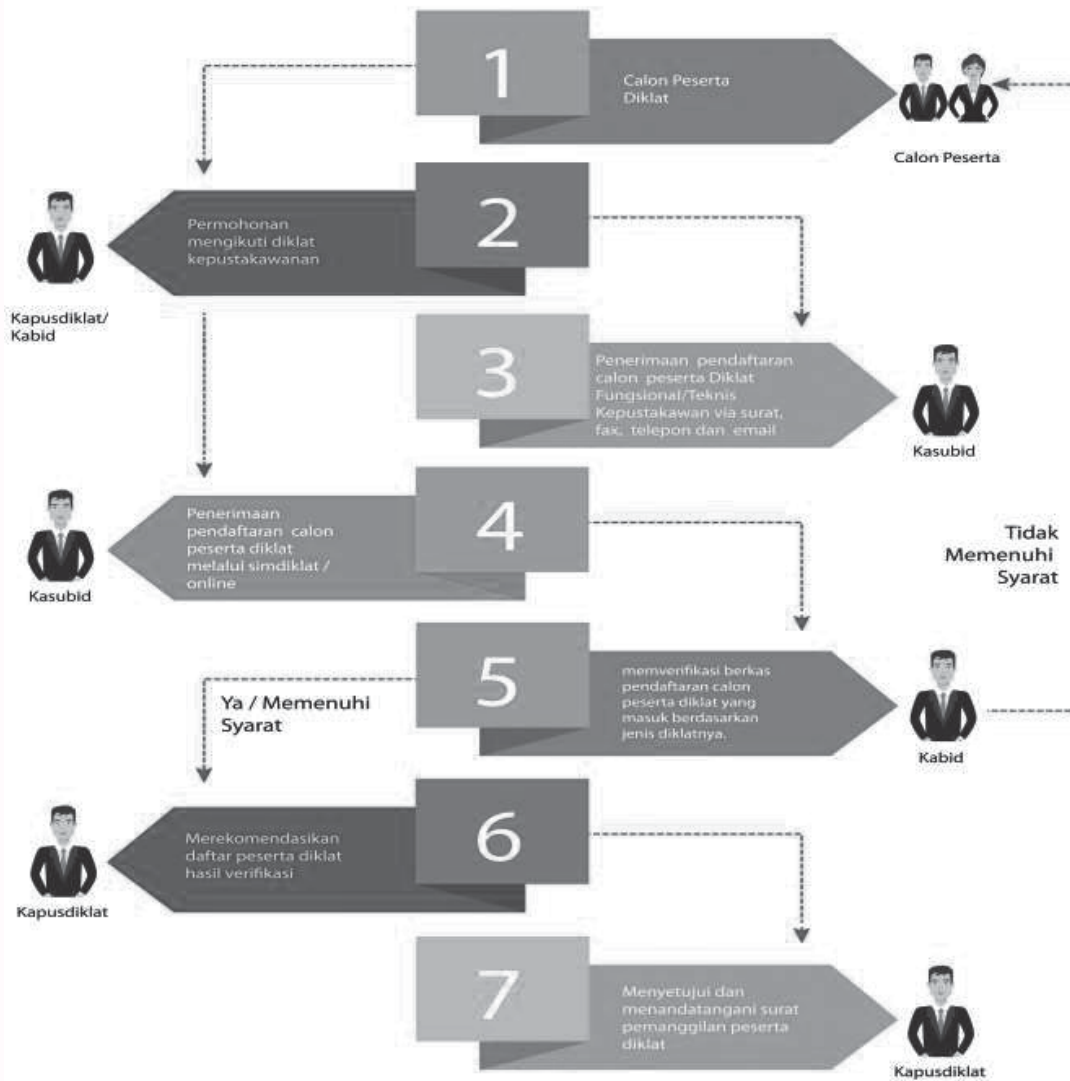 1
Calon Peserta
Diklat
Calon Peserta
2
Permohonan
mengikuti diklat
kepustakawanan
Kapusdiklat/
Kabid
3
Penerimaan pendaftaran
calon peserta Diklat
Fungsional/Teknis
Kepustakawan via surat,
fax, telepon dan email
Kasubid
4
Penerimaan
pendaftaran calon
peserta diklat
melalui simdiklat /
online
Kasubid
Tidak
Memenuhi
Syarat
5
memverifikasi berkas
pendaftaran calon
peserta diklat yang
masuk berdasarkan
jenis diklatnya.
Kabid
Ya / Memenuhi
Syarat
6
Merekomendasikan
daftar peserta diklat
hasil verifikasi
Kapusdiklat
7
Menyetujui dan
menandatangani surat
pemanggilan peserta
diklat
Kapusdiklat